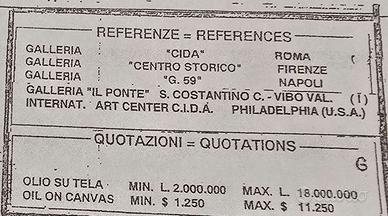 REFERENZE = REFERENCES
GALLERIA "CIDA" ROMA (
GALLERIA "CENTRO STORICO" FIRENZE
GALLERIA "G. 59" NAPOLI
GALLERIA "IL PONTE" S. COSTANTINO C. - VIBO VAL. (I)
INTERNAT. ART CENTER C.I.D.A. PHILADELPHIA (U.S.A.)
QUOTAZIONI = QUOTATIONS
G
OLIO SU TELA MIN. L. 2.000.000 MAX. L. 18.000.000
OIL ON CANVAS MIN. $ 1.250 MAX. $ 11.250